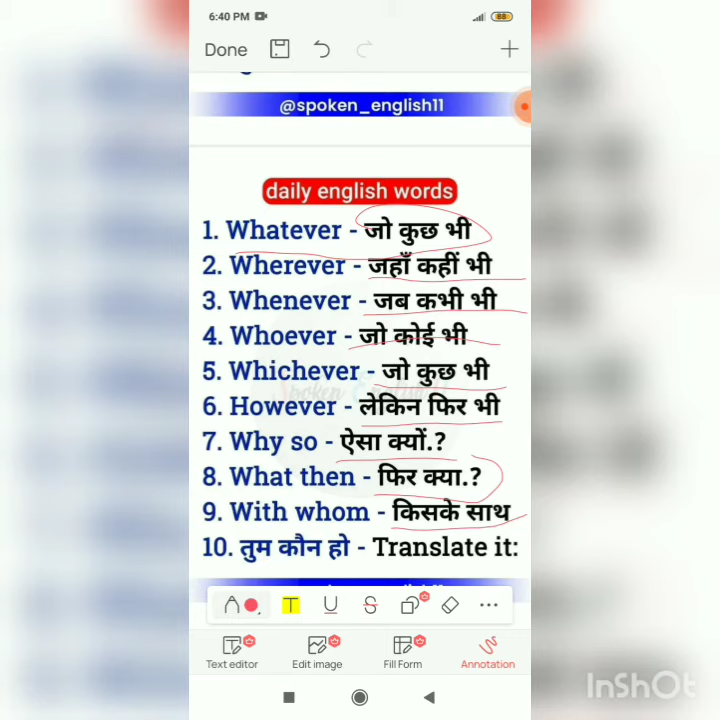 6:40 PM
88
Done
@spoken_english11
daily english words
1. Whatever - जो कुछ भी
2. Wherever - जहाँ कहीं भी
3. Whenever - जब कभी भी
4. Whoever - जो कोई भी
5. Whichever - जो कुछ भी
6. However - लेकिन फिर भी
7. Why so - ऐसा क्यों.?
8. What then - फिर क्या.?
9. With whom - किसके साथ
10. तुम कौन हो - Translate it:
T U S
Text editor Edit image Fill Form Annotation
InShOt